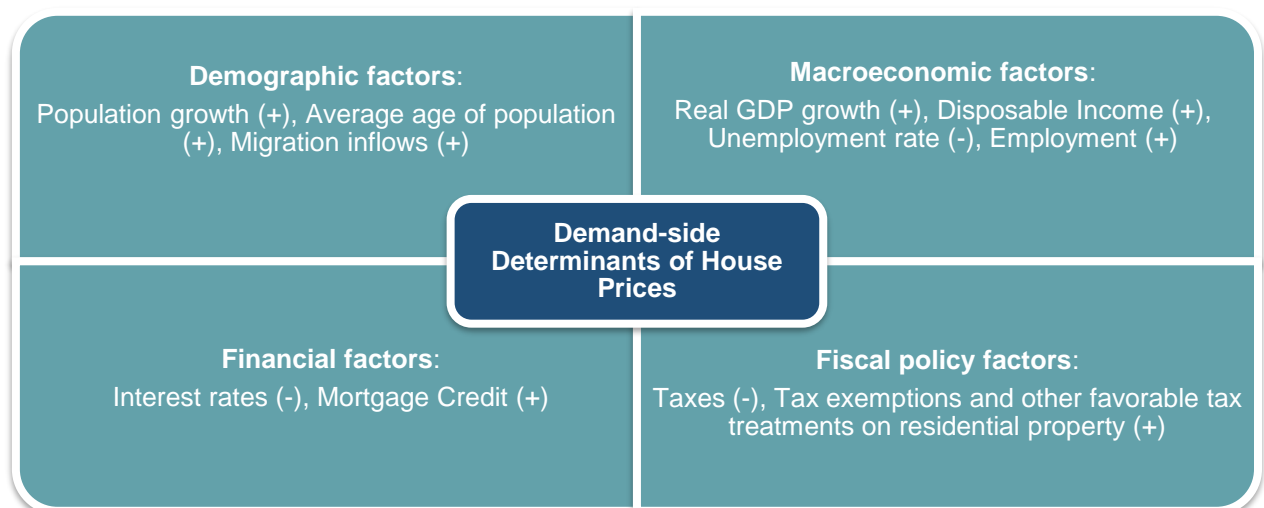 Demographic factors:
Population growth (+), Average age of population
(+), Migration inflows (+)
Macroeconomic factors:
Real GDP growth (+), Disposable Income (+),
Unemployment rate (-), Employment (+)
Demand-side
Determinants of House
Prices
Financial factors:
Interest rates (-), Mortgage Credit (+)
Fiscal policy factors:
Taxes (-), Tax exemptions and other favorable tax
treatments on residential property (+)